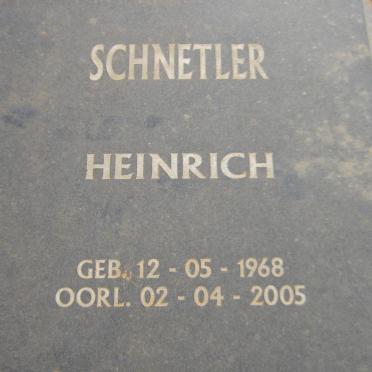 SCHNETLER
HEINRICH
GEB. 12 - 05 - 1968
OORL. 02 - 04 - 2005